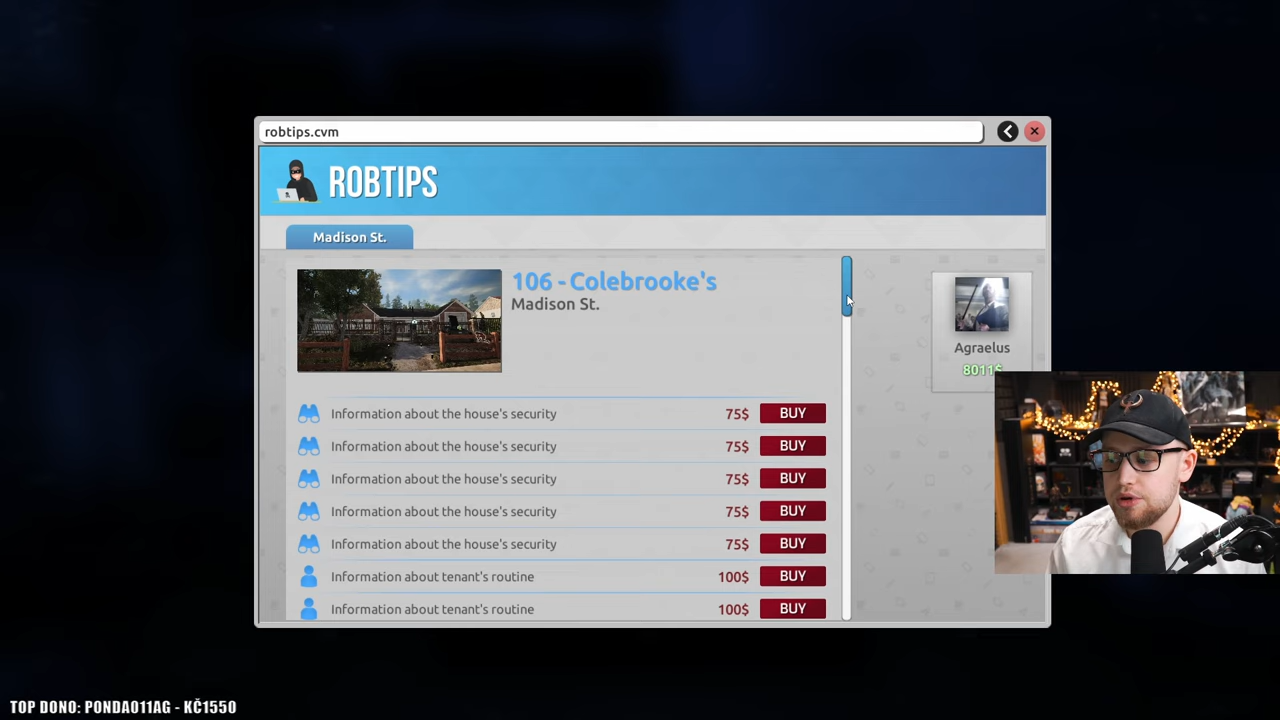 robtips.cvm
ROBTIPS
Madison St.
106 - Colebrooke's
Madison St.
Information about the house's security 75$ BUY
Information about the house's security 75$ BUY
Information about the house's security 75$ BUY
Information about the house's security 75$ BUY
Information about the house's security 75$ BUY
Information about tenant's routine 100$ BUY
Information about tenant's routine 100$ BUY
Agraelus
8011$
TOP DONO: PONDA011AG - KČ1550